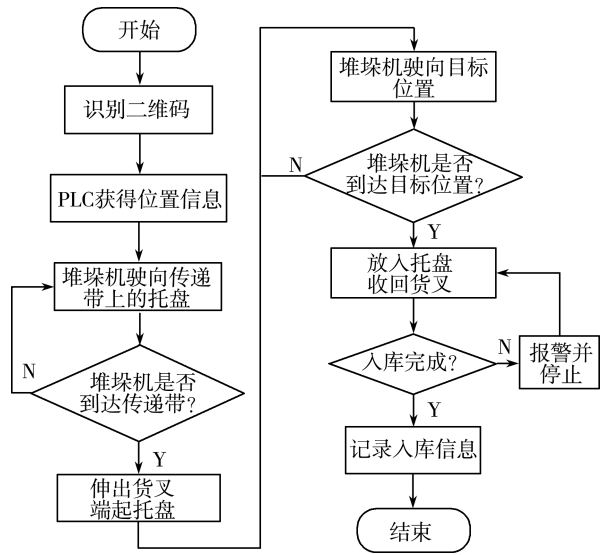 开始
识别二维码
PLC获得位置信息
堆垛机驶向传递
带上的托盘
N
堆垛机是否
到达传递带?
Y
伸出货叉
端起托盘
堆垛机驶向目标
位置
N
堆垛机是否
到达目标位置?
Y
放入托盘
收回货叉
入库完成?
N
报警并
停止
Y
记录入库信息
结束